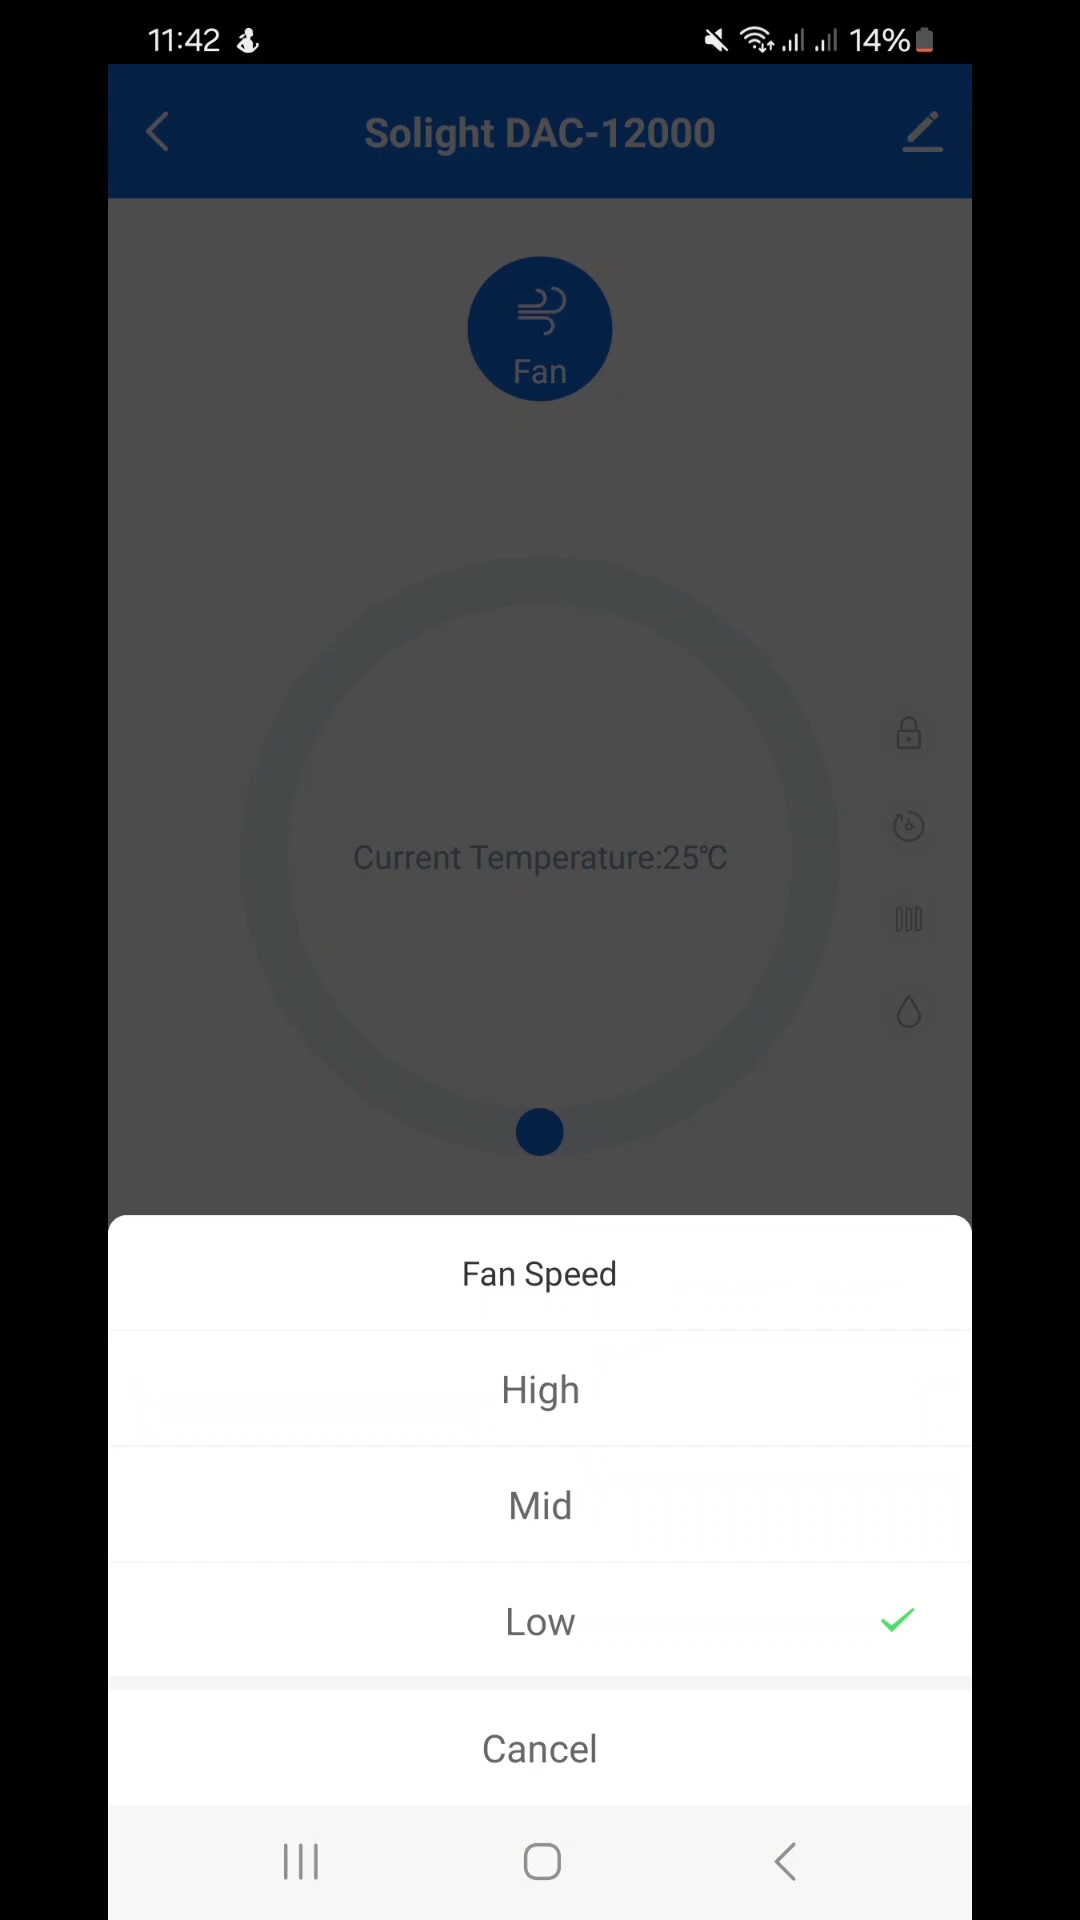 11:42
14%
Solight DAC-12000
Fan
Current Temperature:25℃
Fan Speed
High
Mid
Low
Cancel